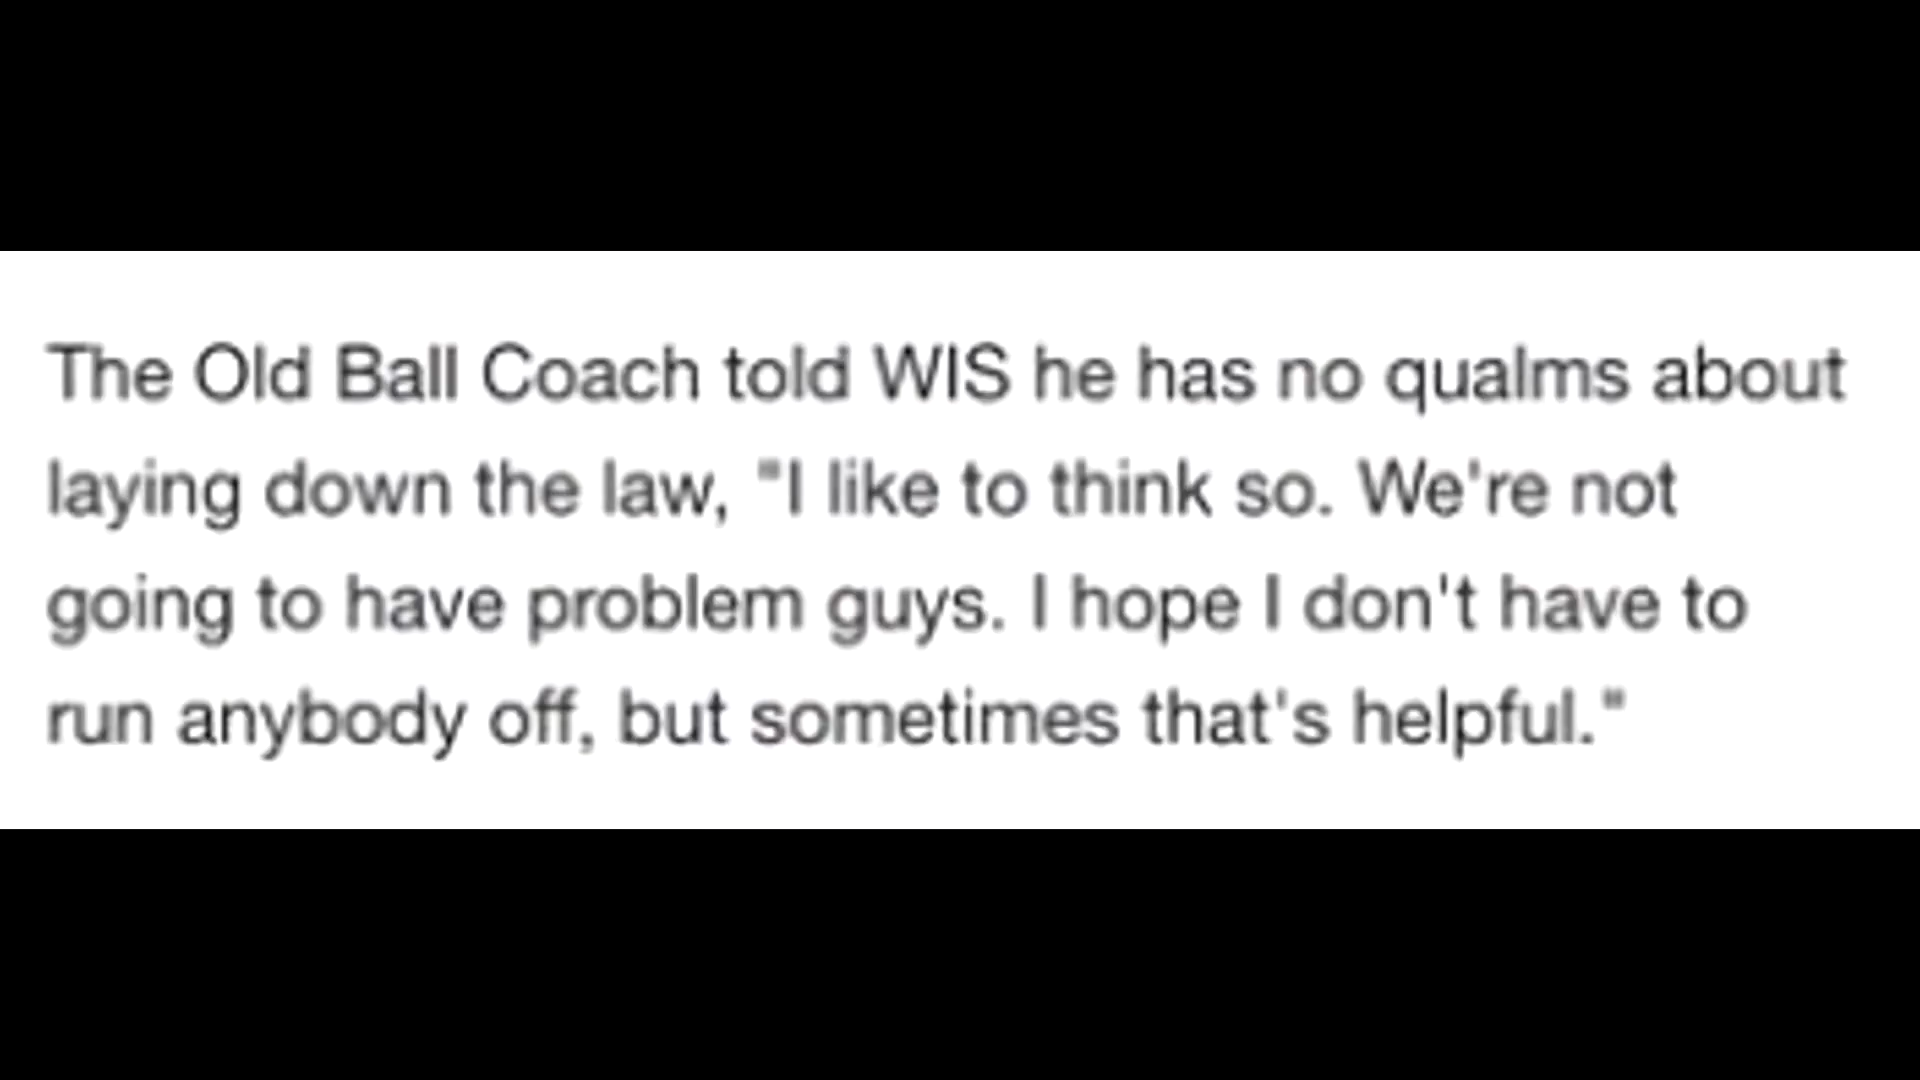 The Old Ball Coach told WIS he has no qualms about
laying down the law, "I like to think so. We're not
going to have problem guys. I hope I don't have to
run anybody off, but sometimes that's helpful."